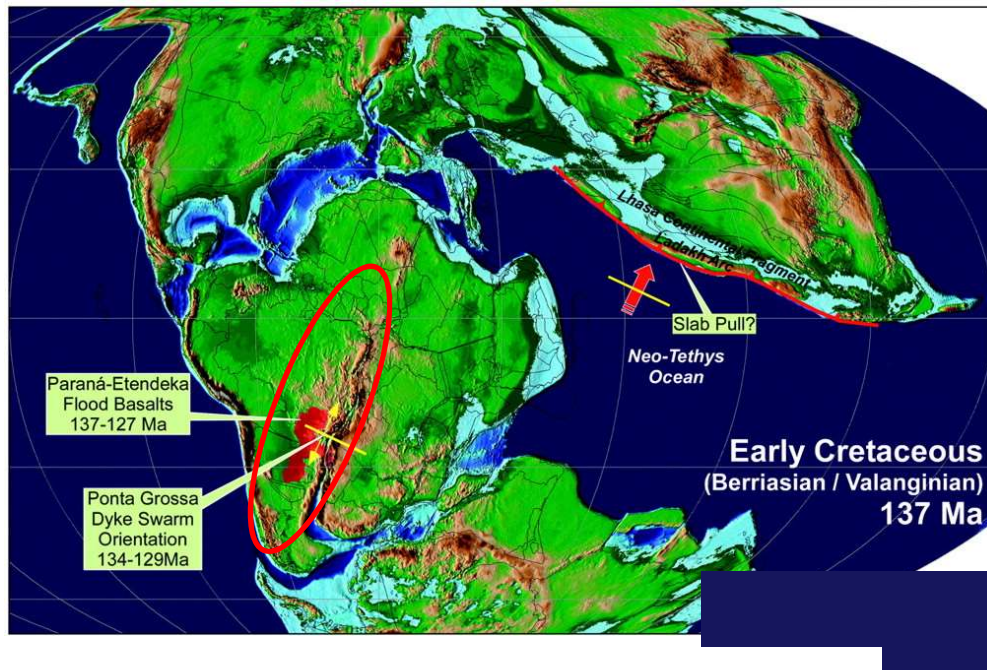 Lhasa Continental Fragment
Ladakh Arc
Slab Pull?
Neo-Tethys
Ocean
Paraná-Etendeka
Flood Basalts
137-127 Ma
Ponta Grossa
Dyke Swarm
Orientation
134-129Ma
Early Cretaceous
(Berriasian / Valanginian)
137 Ma